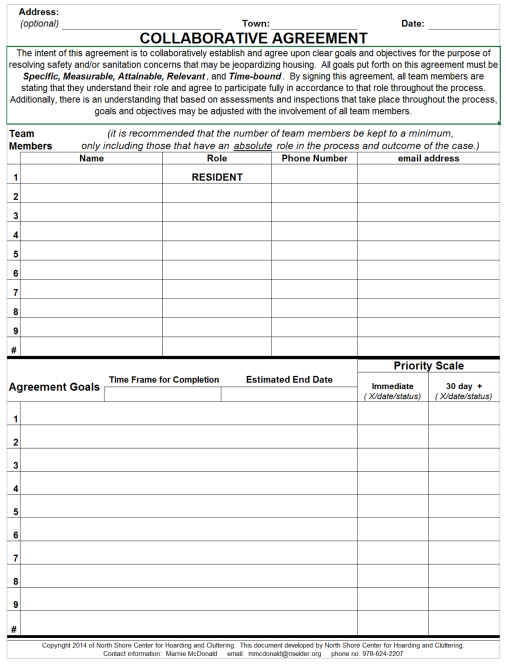 Address:
(optional) Town: Date:
COLLABORATIVE AGREEMENT
The intent of this agreement is to collaboratively establish and agree upon clear goals and objectives for the purpose of
resolving safety and/or sanitation concerns that may be jeopardizing housing. All goals put forth on this agreement must be
Specific, Measurable, Attainable, Relevant, and Time-bound. By signing this agreement, all team members are
stating that they understand their role and agree to participate fully in accordance to that role throughout the process.
Additionally, there is an understanding that based on assessments and inspections that take place throughout the process,
goals and objectives may be adjusted with the involvement of all team members.
Team (it is recommended that the number of team members be kept to a minimum,
Members only including those that have an absolute role in the process and outcome of the case.)
Name Role Phone Number email address
1 RESIDENT
2
3
4
5
6
7
8
9
#
Priority Scale
Agreement Goals Time Frame for Completion Estimated End Date Immediate 30 day +
( X/date/status) ( X/date/status)
1
2
3
4
5
6
7
8
9
#
Copyright 2014 of North Shore Center for Hoarding and Cluttering. This document developed by North Shore Center for Hoarding and Cluttering.
Contact information: Marnie McDonald email: mmcdonald@nselder.org phone no: 978-624-2207